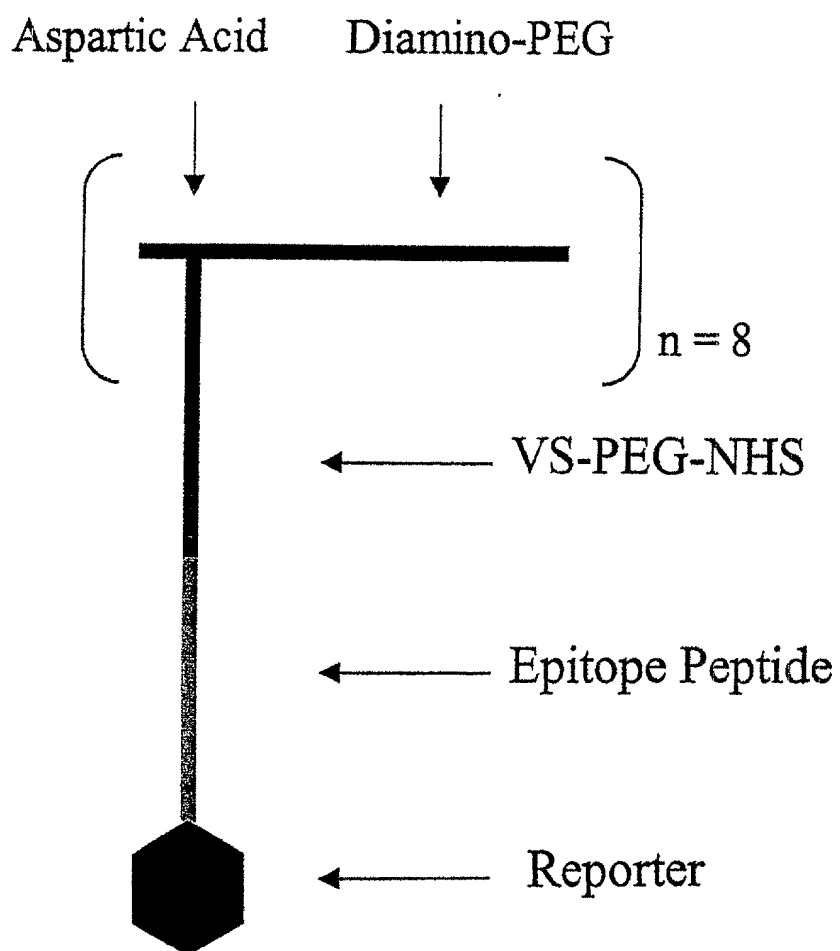 Aspartic Acid Diamino-PEG
n = 8
VS-PEG-NHS
Epitope Peptide
Reporter